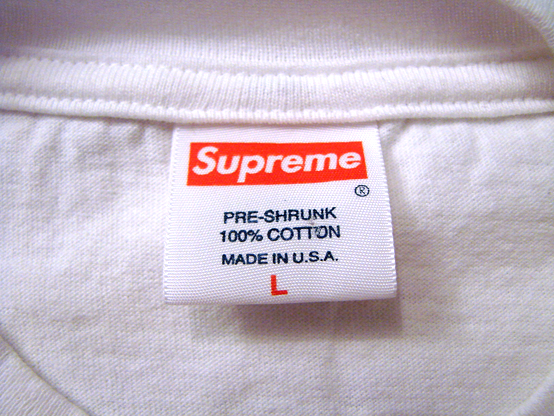 Supreme
®
PRE-SHRUNK
100% COTTON
MADE IN U.S.A.
L